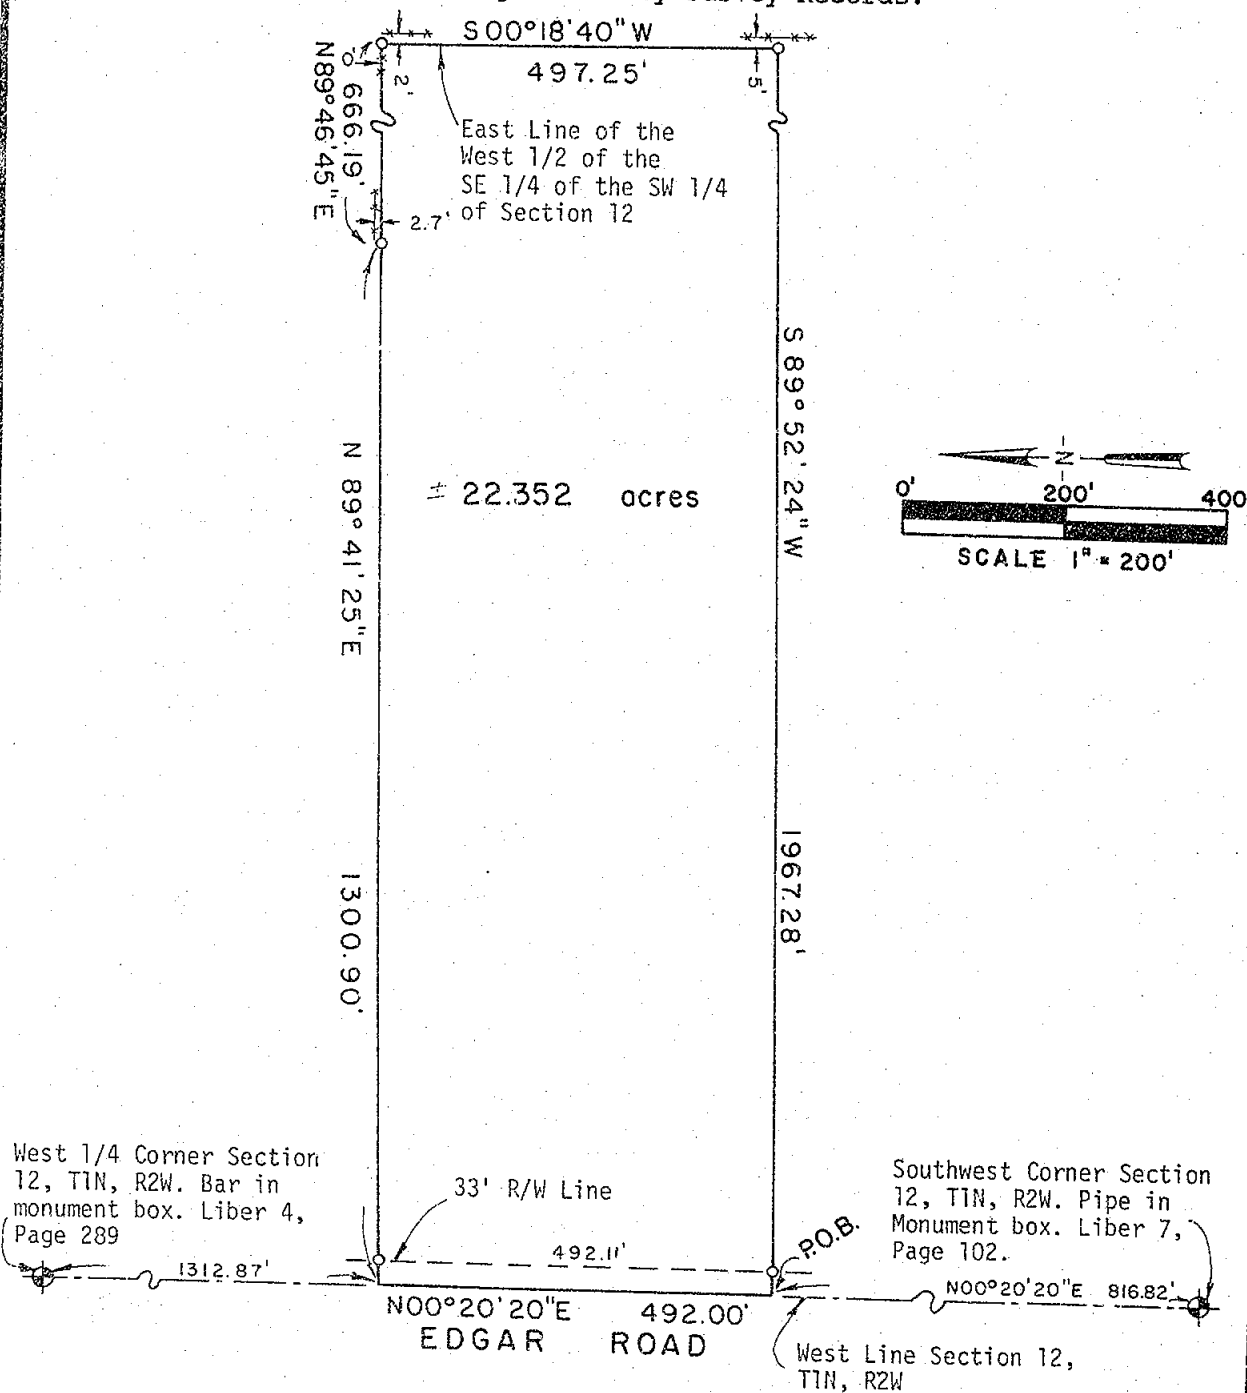 Survey Records.
S00°18'40"W
497.25'
2'
5'
0'
666.19'
N89°46'45"E
East Line of the
West 1/2 of the
SE 1/4 of the SW 1/4
of Section 12
2.7'
S 89°52'24"W
1967.28'
N 89°41'25"E
1300.90'
± 22.352 acres
N
0' 200' 400'
SCALE 1" = 200'
West 1/4 Corner Section
12, T1N, R2W. Bar in
monument box. Liber 4,
Page 289
33' R/W Line
Southwest Corner Section
12, T1N, R2W. Pipe in
Monument box. Liber 7,
Page 102.
P.O.B.
492.11'
1312.87'
N00°20'20"E 816.82'
N00°20'20"E 492.00'
EDGAR ROAD
West Line Section 12,
T1N, R2W